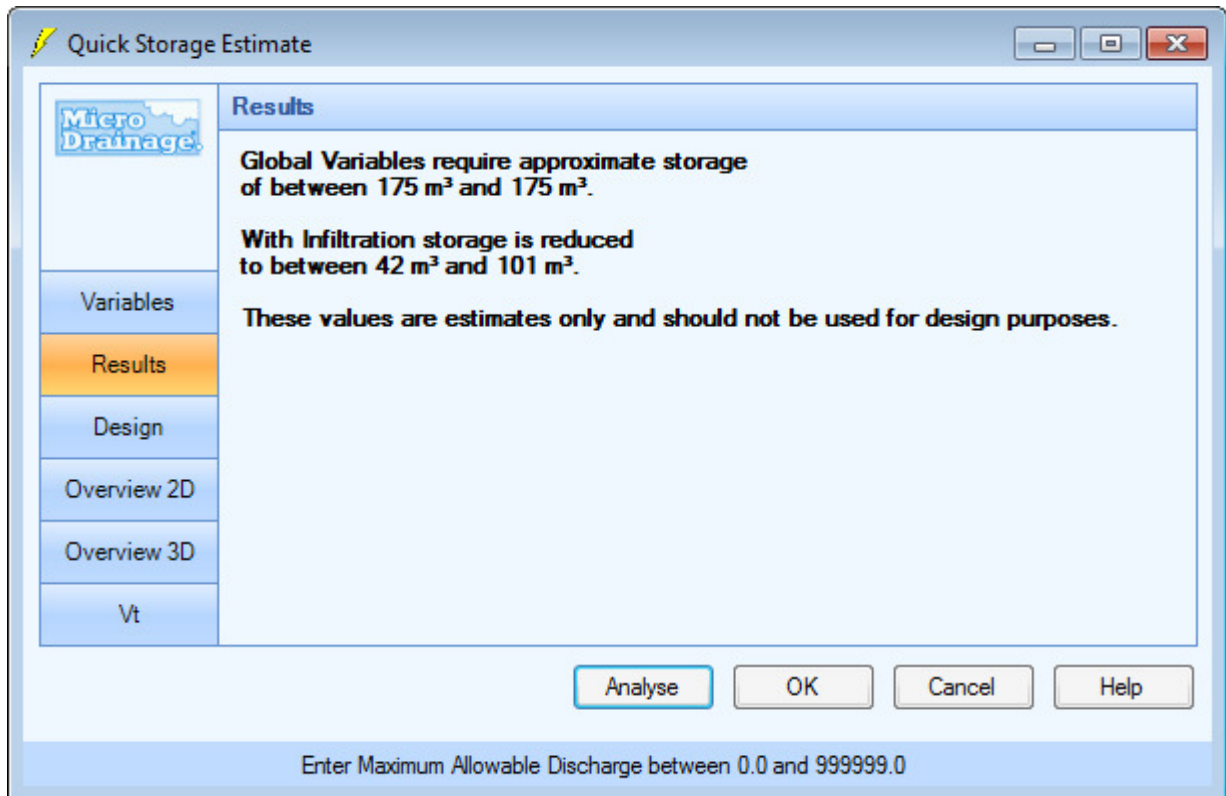 Quick Storage Estimate
Micro
Drainage
Results
Global Variables require approximate storage
of between 175 m³ and 175 m³.
With Infiltration storage is reduced
to between 42 m³ and 101 m³.
These values are estimates only and should not be used for design purposes.
Variables
Results
Design
Overview 2D
Overview 3D
Vt
Analyse
OK
Cancel
Help
Enter Maximum Allowable Discharge between 0.0 and 999999.0